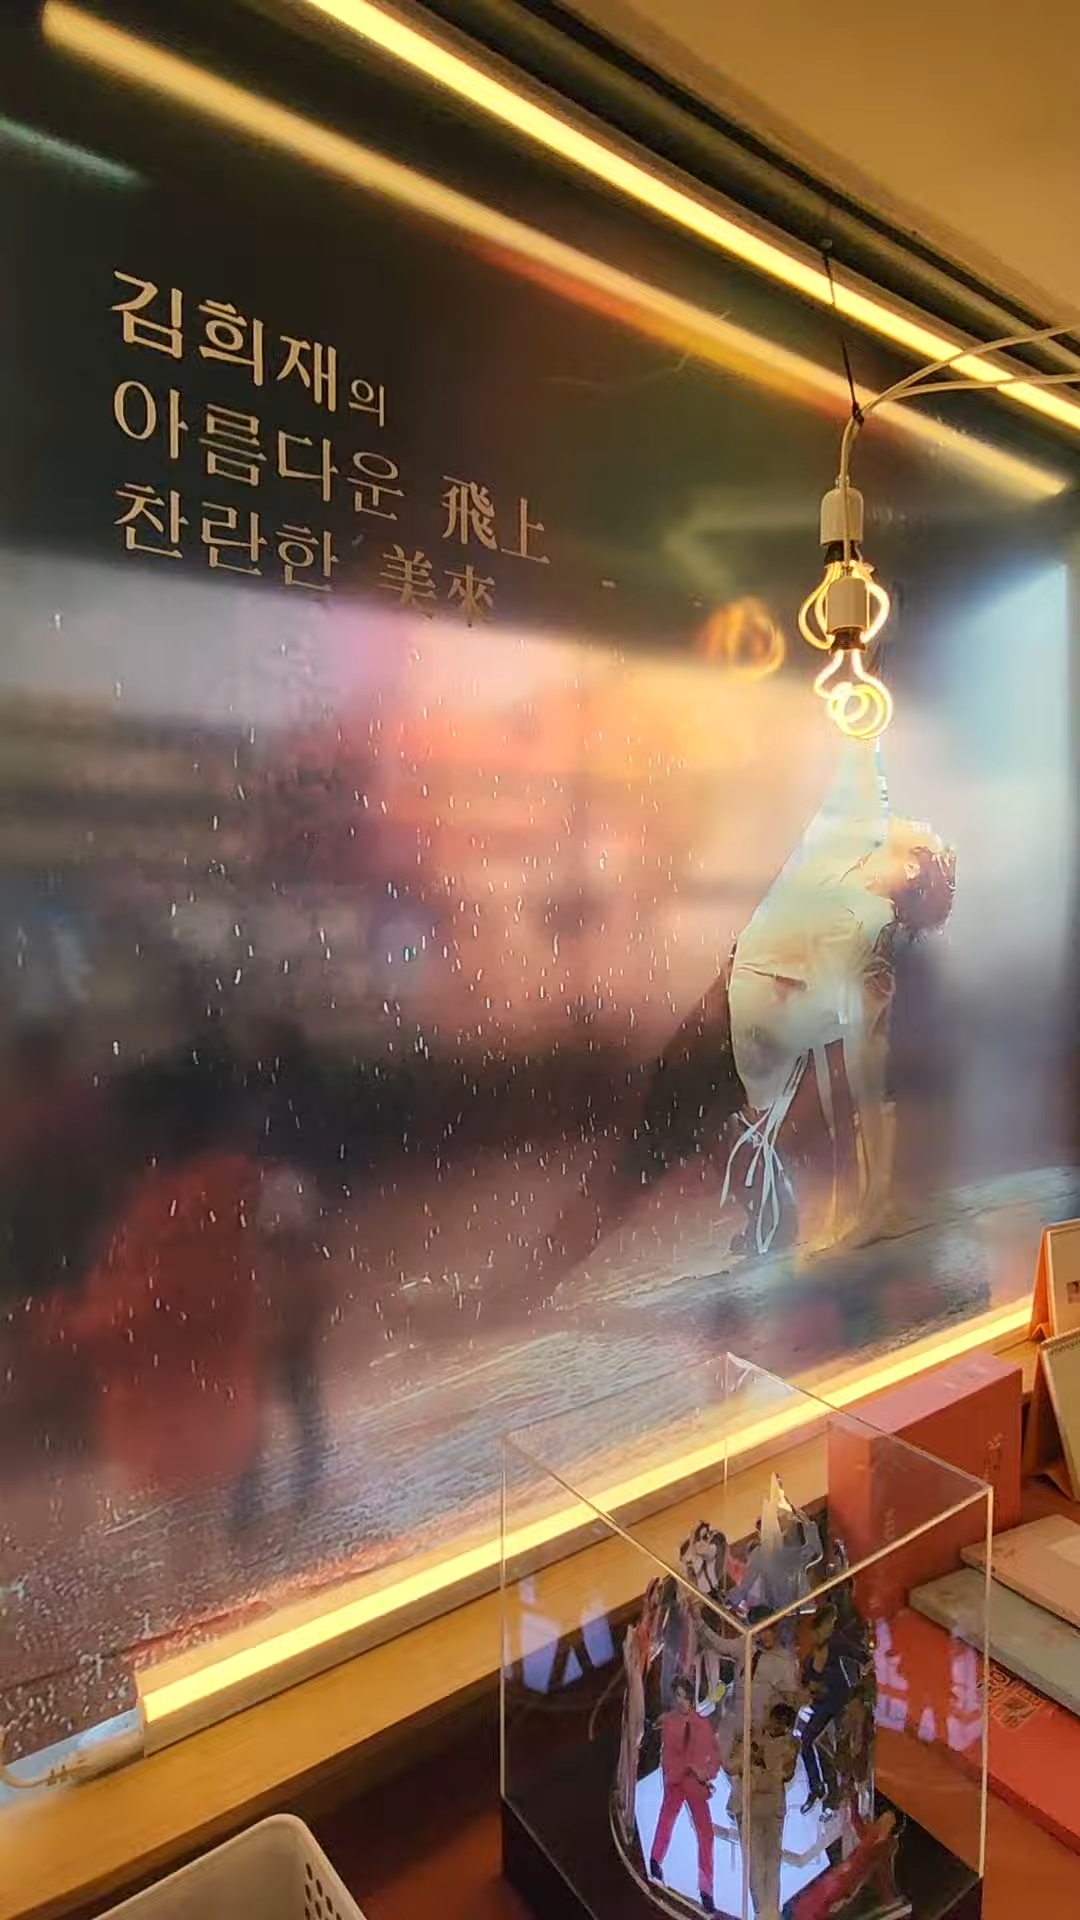 김희재의
아름다운 飛上
찬란한 美來